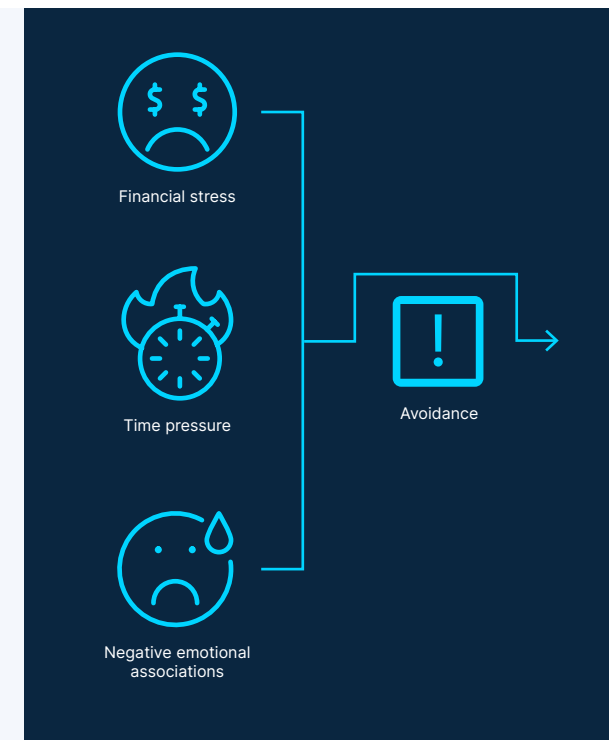 Financial stress
Time pressure
Avoidance
Negative emotional
associations